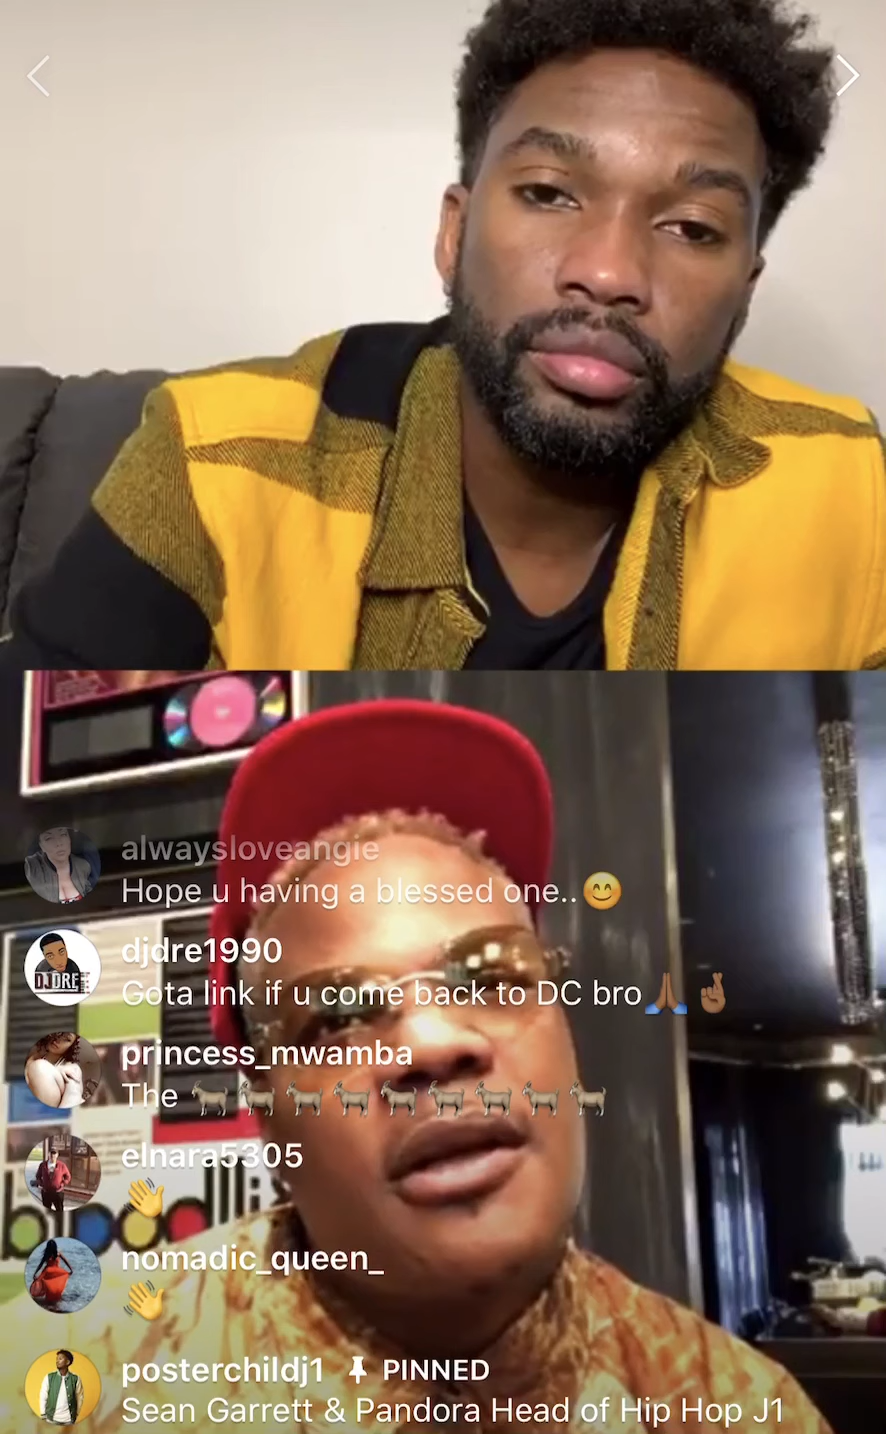 alwaysloveangie
Hope u having a blessed one..😊
djdre1990
DJDRE
Gota link if u come back to DC bro🙏🏾🤞🏾
princess_mwamba
The 🐐🐐🐐🐐🐐🐐🐐🐐🐐
elnara5305
👋
nomadic_queen_
👋
posterchildj1 📌 PINNED
Sean Garrett & Pandora Head of Hip Hop J1